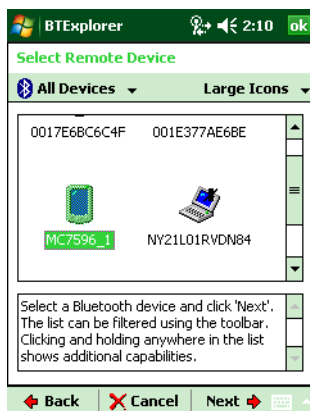 BTExplorer 2:10 ok
Select Remote Device
All Devices Large Icons
0017E6BC6C4F 001E377AE6BE
MC7596_1 NY21L01RVDN84
Select a Bluetooth device and click 'Next'.
The list can be filtered using the toolbar.
Clicking and holding anywhere in the list
shows additional capabilities.
Back Cancel Next